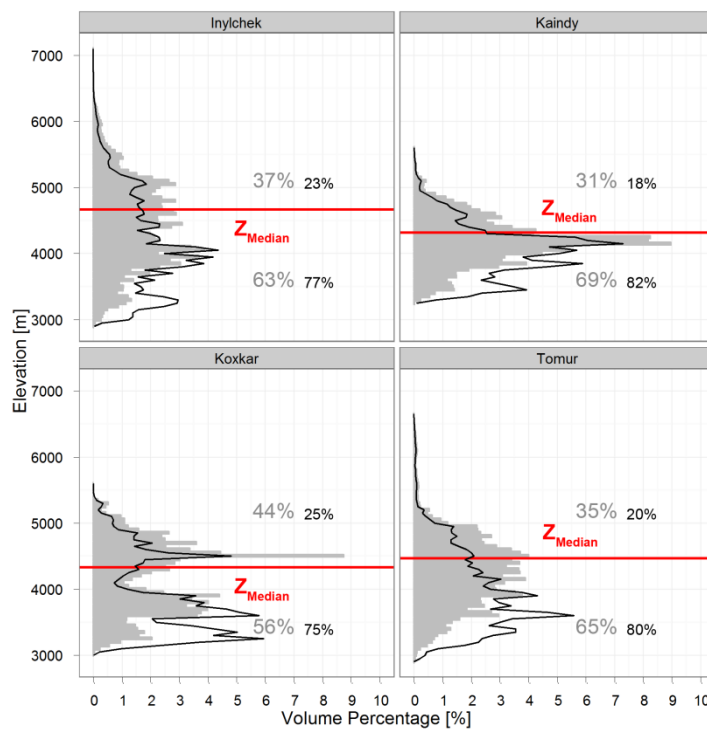 Inylchek Kaindy
7000
6000
5000
4000
3000
37% 23%
Z Median
63% 77%
31% 18%
Z Median
69% 82%
Elevation [m]
Koxkar Tomur
7000
6000
5000
4000
3000
44% 25%
Z Median
56% 75%
35% 20%
Z Median
65% 80%
0 1 2 3 4 5 6 7 8 9 10 0 1 2 3 4 5 6 7 8 9 10
Volume Percentage [%]